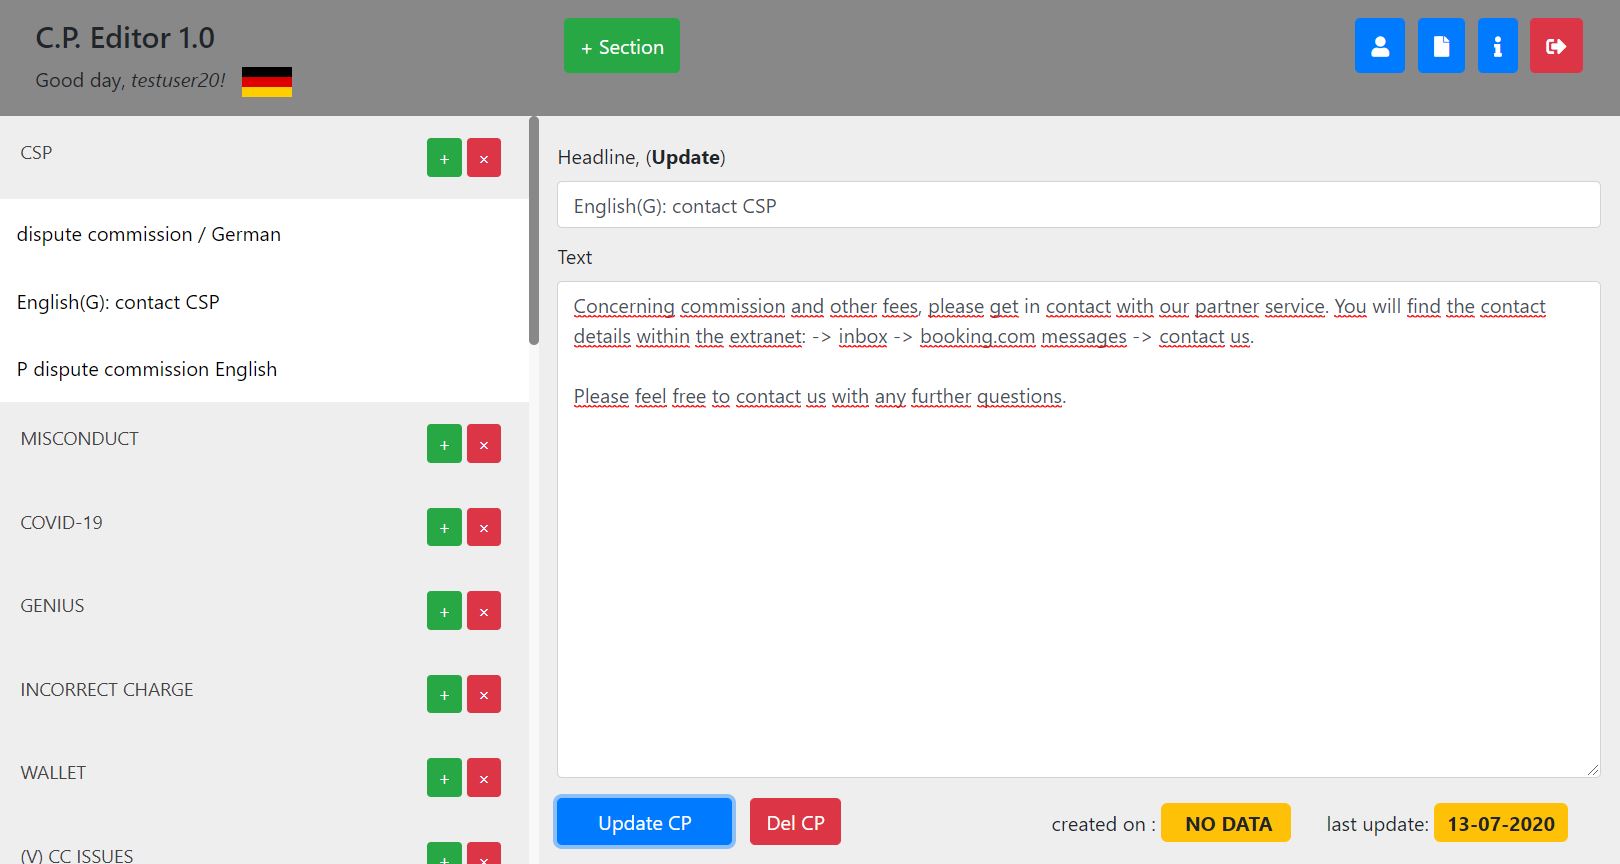 C.P. Editor 1.0
Good day, testuser20!
+ Section
CSP
+ ×
dispute commission / German
English(G): contact CSP
P dispute commission English
MISCONDUCT
+ ×
COVID-19
+ ×
GENIUS
+ ×
INCORRECT CHARGE
+ ×
WALLET
+ ×
(V) CC ISSUES
+ ×
Headline, (Update)
English(G): contact CSP
Text
Concerning commission and other fees, please get in contact with our partner service. You will find the contact
details within the extranet: -> inbox -> booking.com messages -> contact us.
Please feel free to contact us with any further questions.
Update CP
Del CP
created on : NO DATA
last update: 13-07-2020